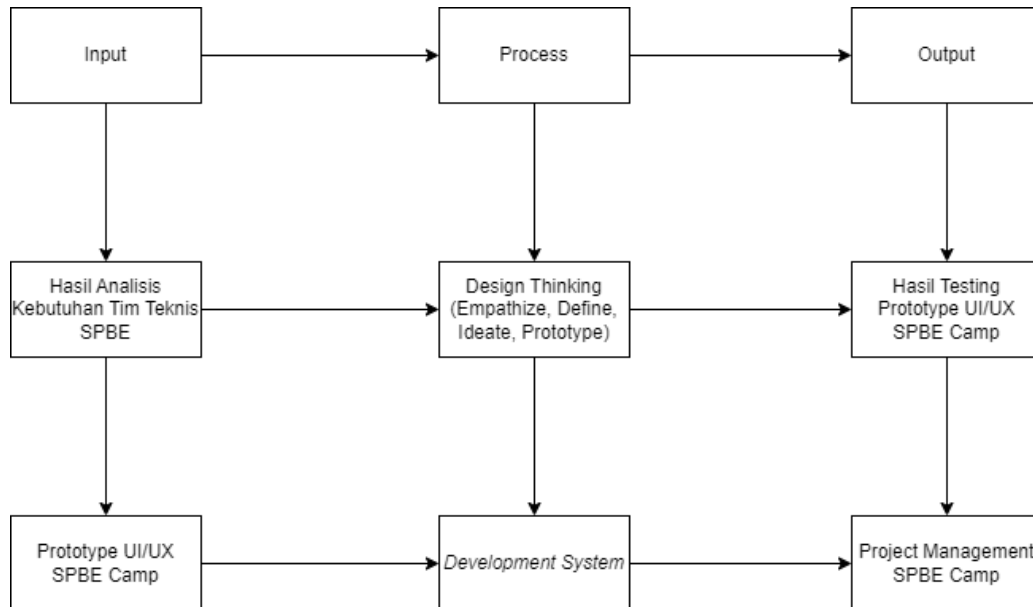 Input
Process
Output
Hasil Analisis
Kebutuhan Tim Teknis
SPBE
Design Thinking
(Empathize, Define,
Ideate, Prototype)
Hasil Testing
Prototype UI/UX
SPBE Camp
Prototype UI/UX
SPBE Camp
Development System
Project Management
SPBE Camp